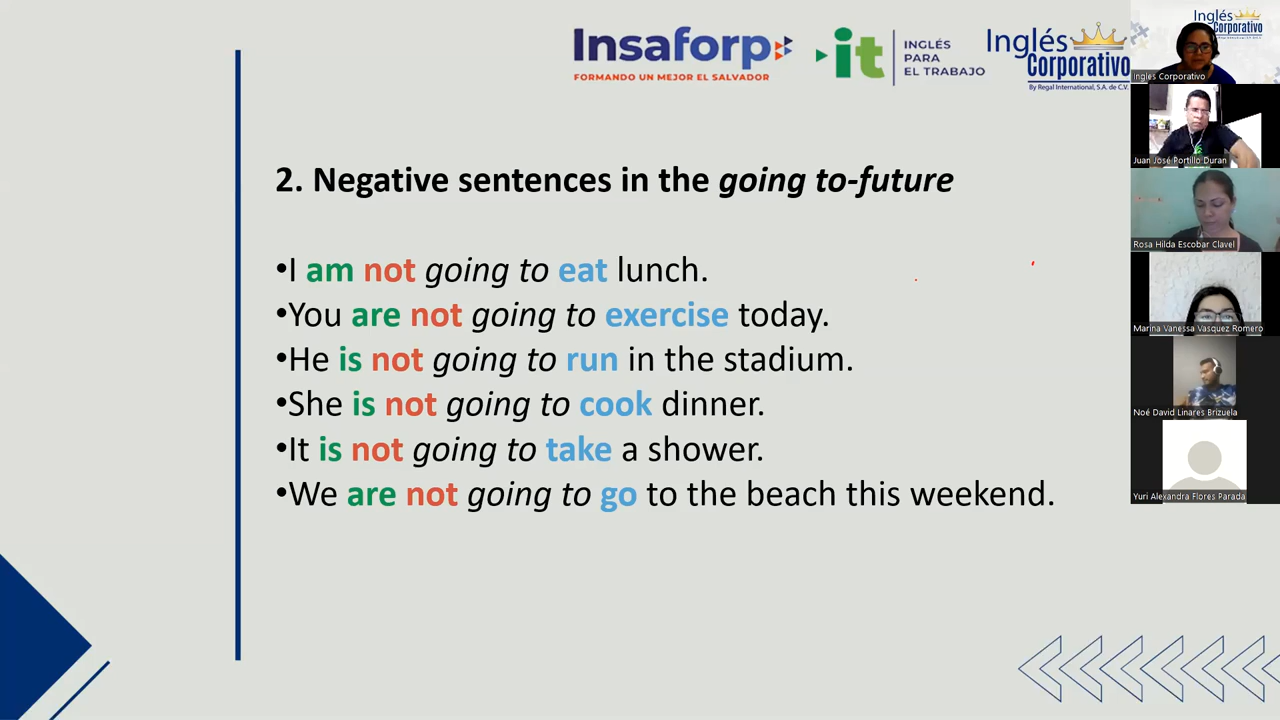 Insaforp
FORMANDO UN MEJOR EL SALVADOR
it
INGLÉS
PARA
EL TRABAJO
Inglés
Corporativo
By Regal International, S.A. de C.V.
2. Negative sentences in the going to-future
•I am not going to eat lunch.
•You are not going to exercise today.
•He is not going to run in the stadium.
•She is not going to cook dinner.
•It is not going to take a shower.
•We are not going to go to the beach this weekend.
Inglés
Corporativo
Ingles Corporativo
Juan José Portillo Duran
Rosa Hilda Escobar Clavel
Marina Vanessa Vasquez Romero
Noé David Linares Brizuela
Yuri Alexandra Flores Parada